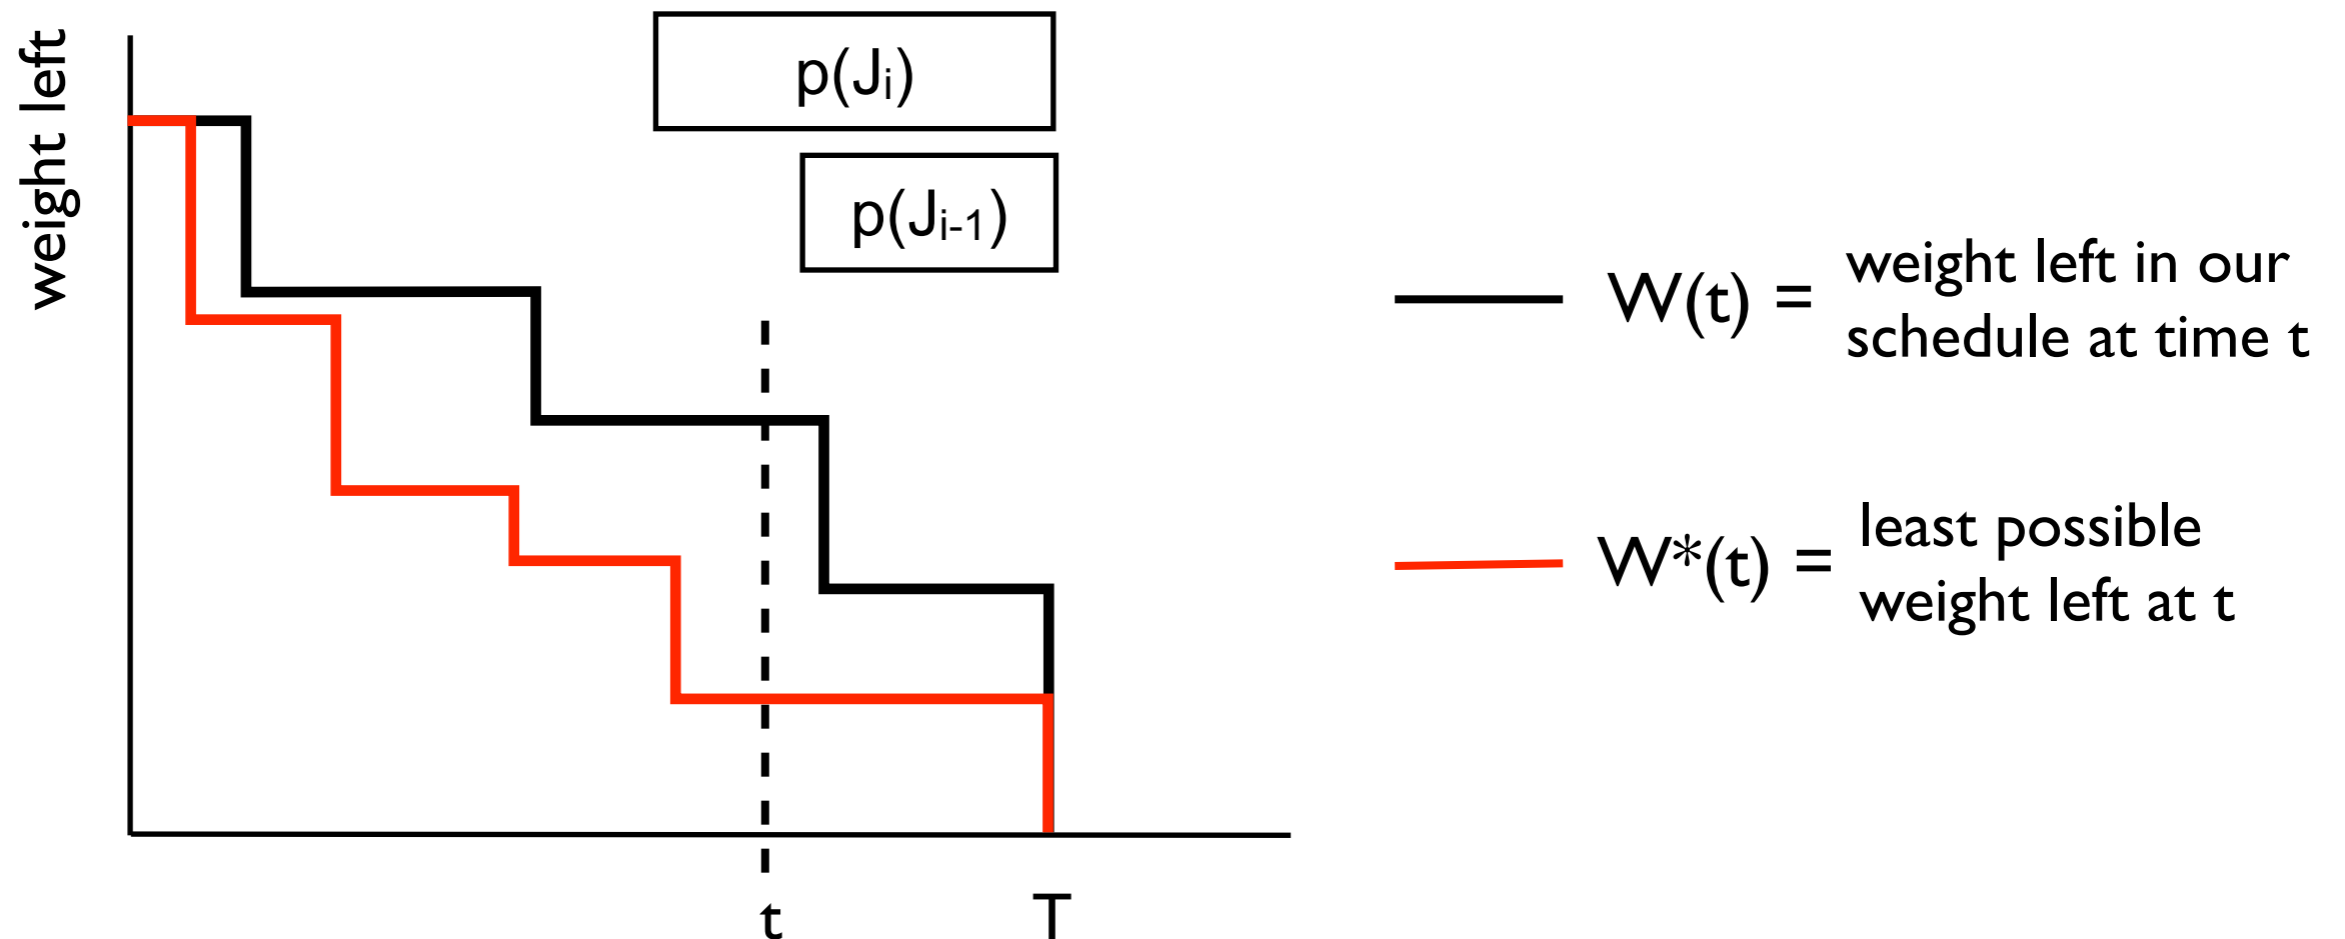 weight left
p(Jᵢ)
p(Jᵢ₋₁)
W(t) = weight left in our
schedule at time t
W*(t) = least possible
weight left at t
t
T